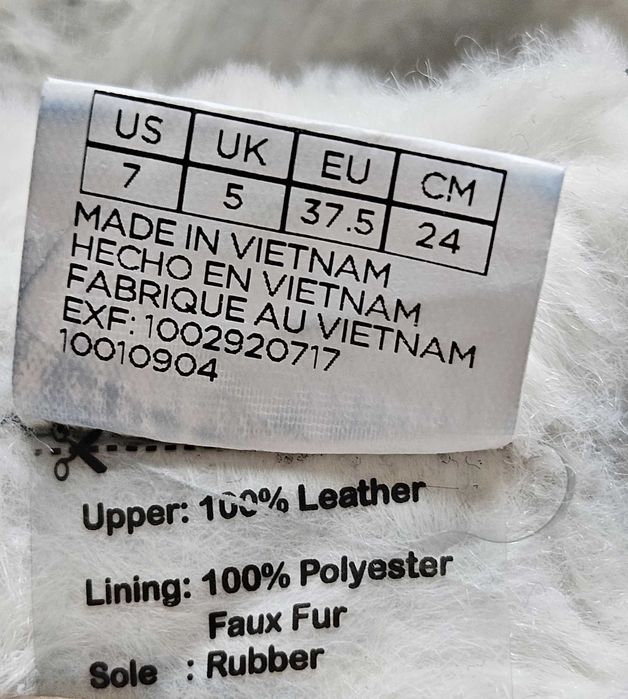 US UK EU CM
7 5 37.5 24
MADE IN VIETNAM
HECHO EN VIETNAM
FABRIQUE AU VIETNAM
EXF: 1002920717
10010904
Upper: 100% Leather
Lining: 100% Polyester
Faux Fur
Sole : Rubber